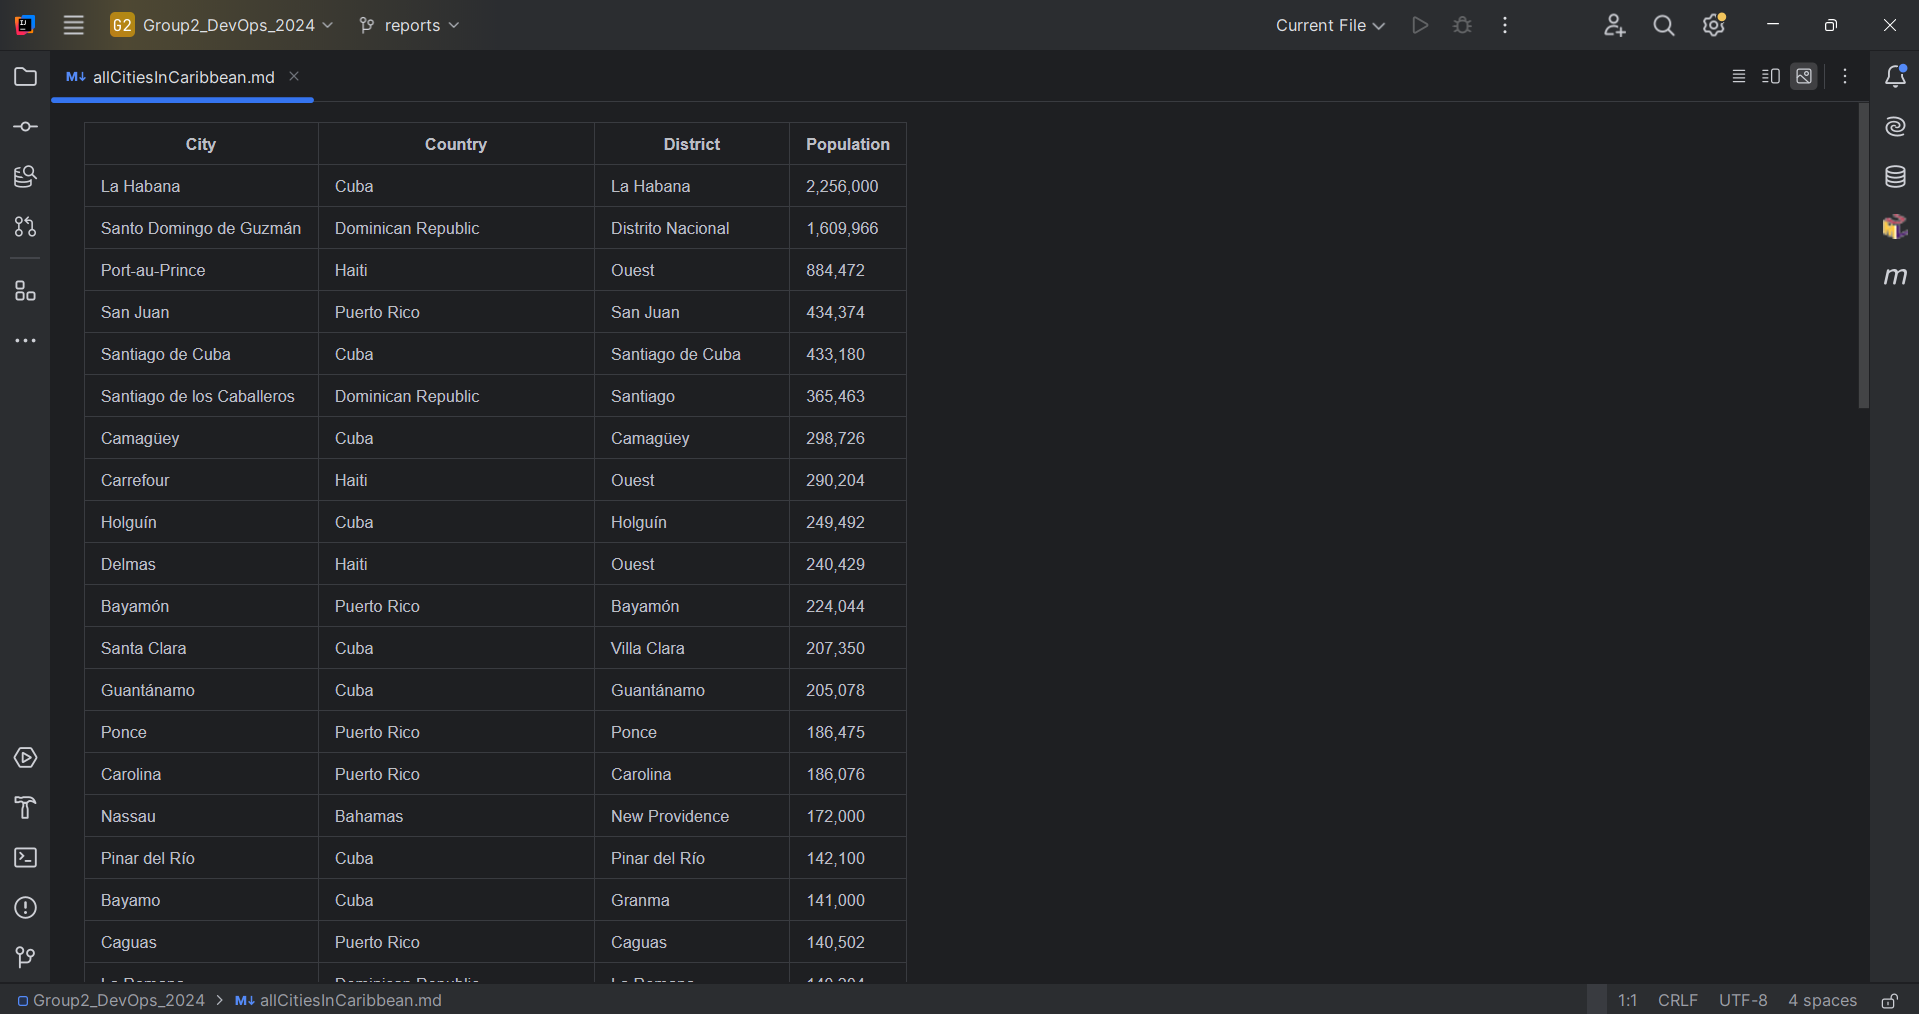 G2 Group2_DevOps_2024 reports Current File
M↓ allCitiesInCaribbean.md
City Country District Population
La Habana Cuba La Habana 2,256,000
Santo Domingo de Guzmán Dominican Republic Distrito Nacional 1,609,966
Port-au-Prince Haiti Ouest 884,472
San Juan Puerto Rico San Juan 434,374
Santiago de Cuba Cuba Santiago de Cuba 433,180
Santiago de los Caballeros Dominican Republic Santiago 365,463
Camagüey Cuba Camagüey 298,726
Carrefour Haiti Ouest 290,204
Holguín Cuba Holguín 249,492
Delmas Haiti Ouest 240,429
Bayamón Puerto Rico Bayamón 224,044
Santa Clara Cuba Villa Clara 207,350
Guantánamo Cuba Guantánamo 205,078
Ponce Puerto Rico Ponce 186,475
Carolina Puerto Rico Carolina 186,076
Nassau Bahamas New Providence 172,000
Pinar del Río Cuba Pinar del Río 142,100
Bayamo Cuba Granma 141,000
Caguas Puerto Rico Caguas 140,502
Group2_DevOps_2024 > M↓ allCitiesInCaribbean.md 1:1 CRLF UTF-8 4 spaces